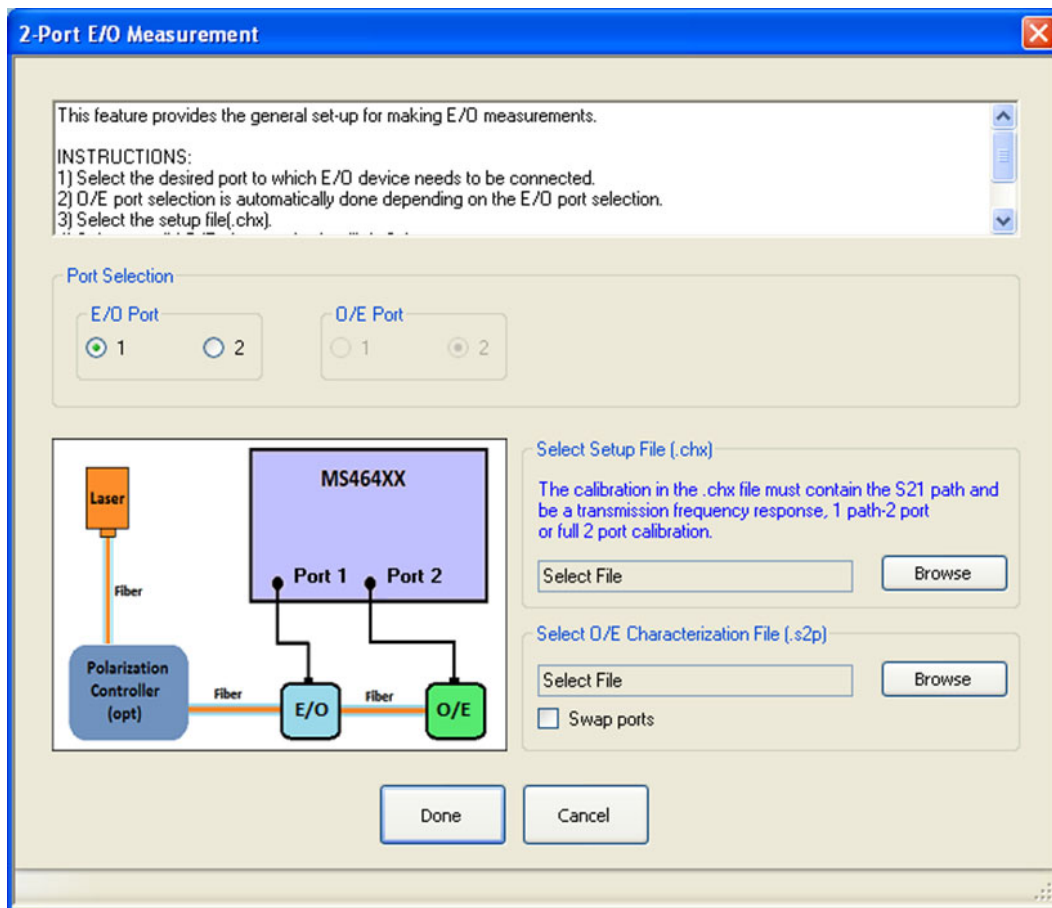 2-Port E/O Measurement
This feature provides the general set-up for making E/O measurements.
INSTRUCTIONS:
1) Select the desired port to which E/O device needs to be connected.
2) O/E port selection is automatically done depending on the E/O port selection.
3) Select the setup file(.chx).
Port Selection
E/O Port
1
2
O/E Port
1
2
Laser
Fiber
Polarization
Controller
(opt)
Fiber
E/O
Fiber
O/E
MS464XX
Port 1
Port 2
Select Setup File (.chx)
The calibration in the .chx file must contain the S21 path and
be a transmission frequency response, 1 path-2 port
or full 2 port calibration.
Select File
Browse
Select O/E Characterization File (.s2p)
Select File
Browse
Swap ports
Done
Cancel